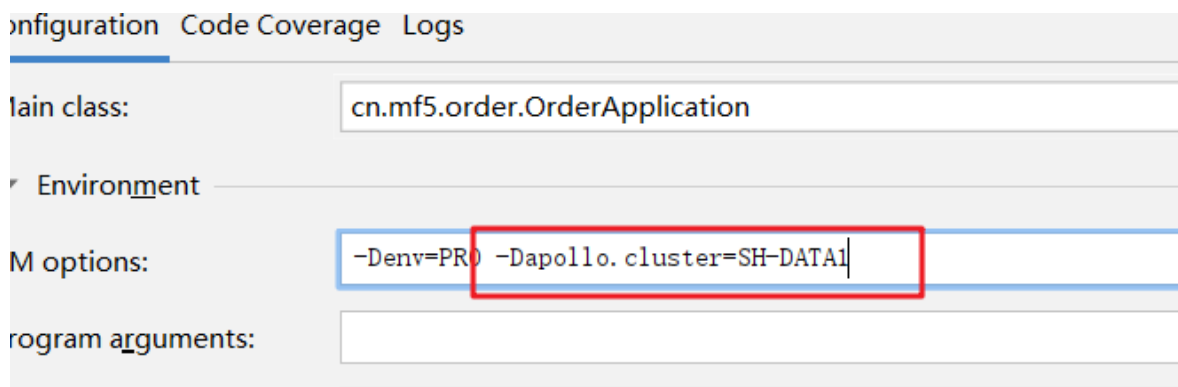 onfiguration Code Coverage Logs
Main class: cn.mf5.order.OrderApplication
Environment
M options: -Denv=PRO -Dapollo.cluster=SH-DATA1
rogram arguments: